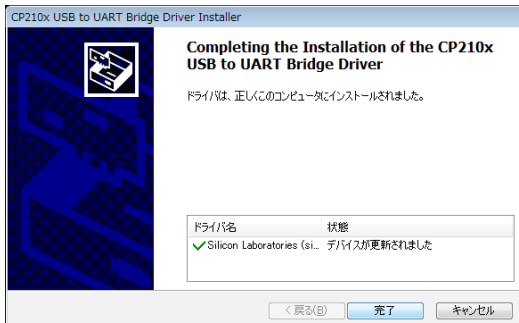 CP210x USB to UART Bridge Driver Installer
Completing the Installation of the CP210x
USB to UART Bridge Driver
ドライバは、正しくこのコンピュータにインストールされました。
ドライバ名 状態
Silicon Laboratories (si... デバイスが更新されました
< 戻る(B) 完了 キャンセル